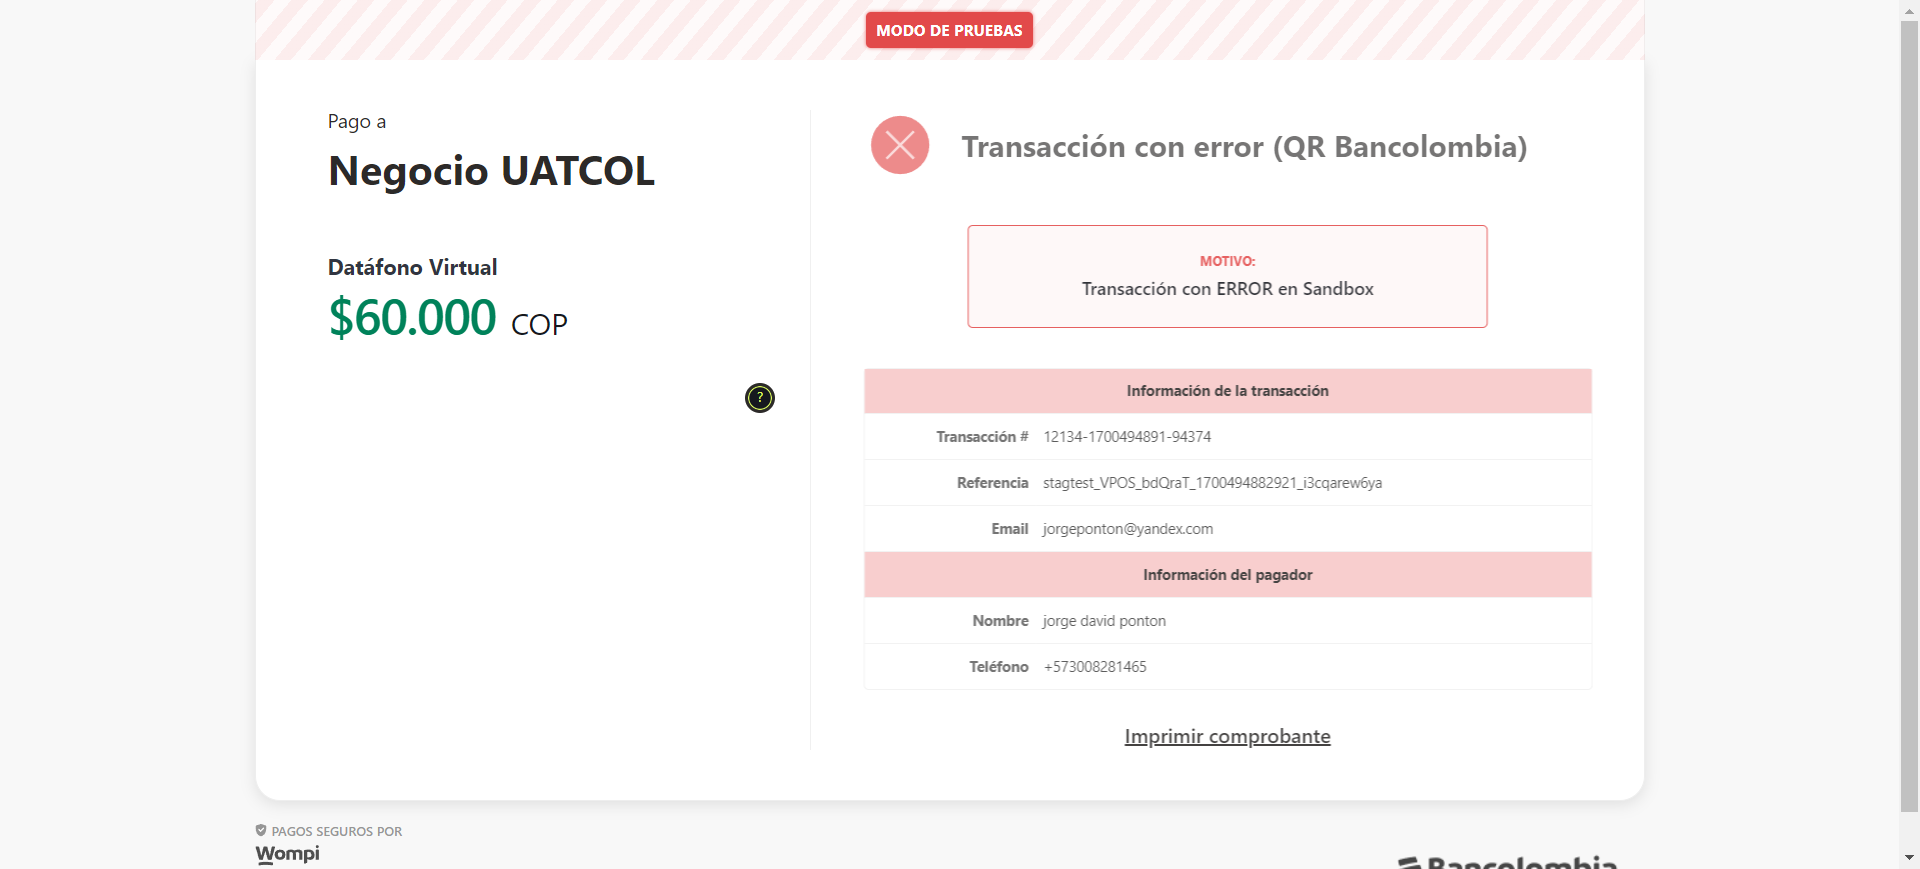 MODO DE PRUEBAS
Pago a
Negocio UATCOL
Datáfono Virtual
$60.000 COP
?
Transacción con error (QR Bancolombia)
MOTIVO:
Transacción con ERROR en Sandbox
Información de la transacción
Transacción # 12134-1700494891-94374
Referencia stagtest_VPOS_bdQraT_1700494882921_i3cqarew6ya
Email jorgeponton@yandex.com
Información del pagador
Nombre jorge david ponton
Teléfono +573008281465
Imprimir comprobante
PAGOS SEGUROS POR
Wompi
Bancolombia